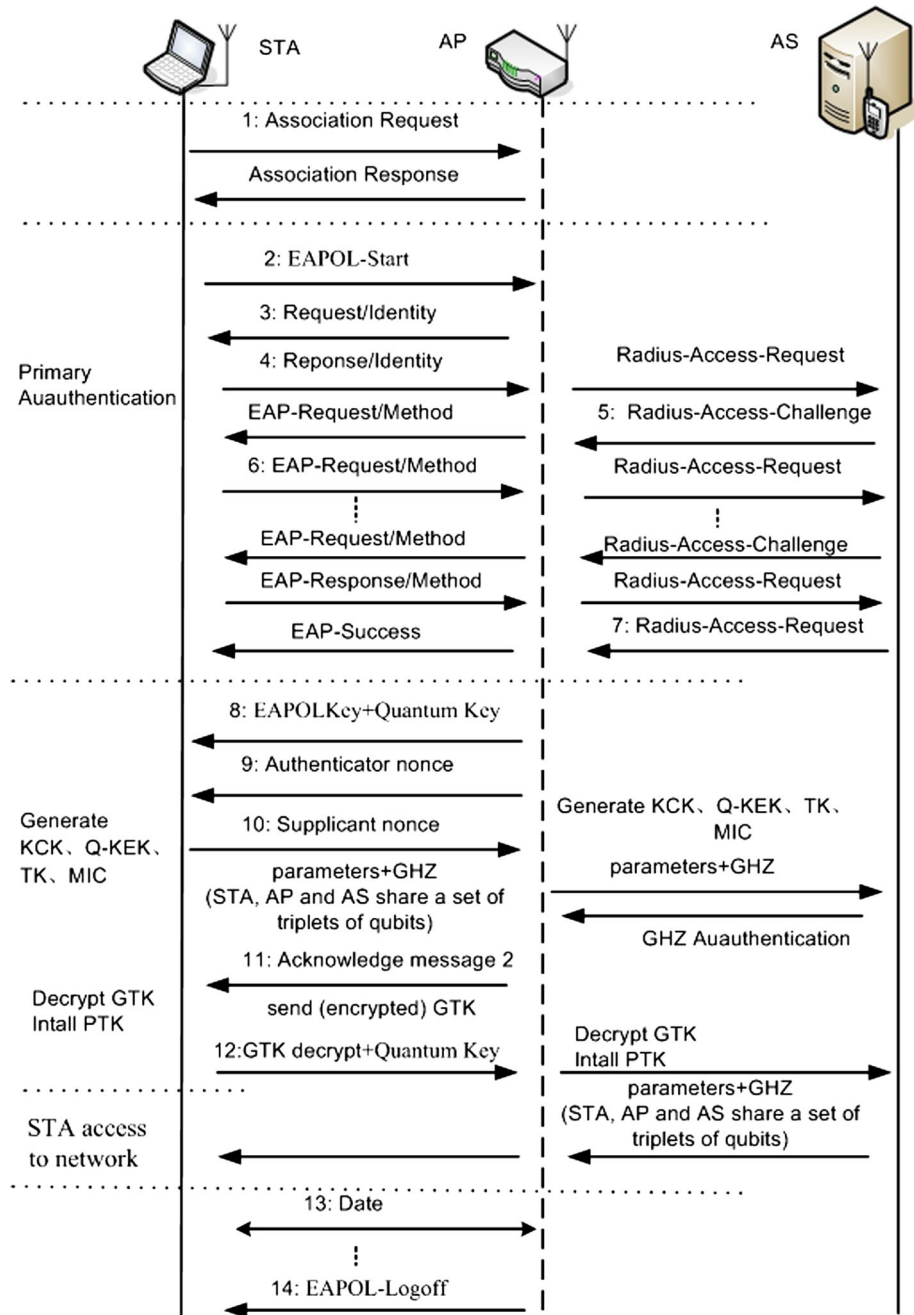 STA
AP
AS
1: Association Request
Association Response
2: EAPOL-Start
3: Request/Identity
4: Reponse/Identity
Radius-Access-Request
Primary
Auauthentication
EAP-Request/Method
5: Radius-Access-Challenge
6: EAP-Request/Method
Radius-Access-Request
EAP-Request/Method
Radius-Access-Challenge
EAP-Response/Method
Radius-Access-Request
EAP-Success
7: Radius-Access-Request
8: EAPOLKey+Quantum Key
9: Authenticator nonce
Generate
KCK、Q-KEK、
TK、MIC
10: Supplicant nonce
Generate KCK、Q-KEK、TK、
MIC
parameters+GHZ
(STA, AP and AS share a set of
triplets of qubits)
parameters+GHZ
GHZ Auauthentication
11: Acknowledge message 2
send (encrypted) GTK
Decrypt GTK
Intall PTK
12:GTK decrypt+Quantum Key
Decrypt GTK
Intall PTK
parameters+GHZ
(STA, AP and AS share a set of
triplets of qubits)
STA access
to network
13: Date
14: EAPOL-Logoff